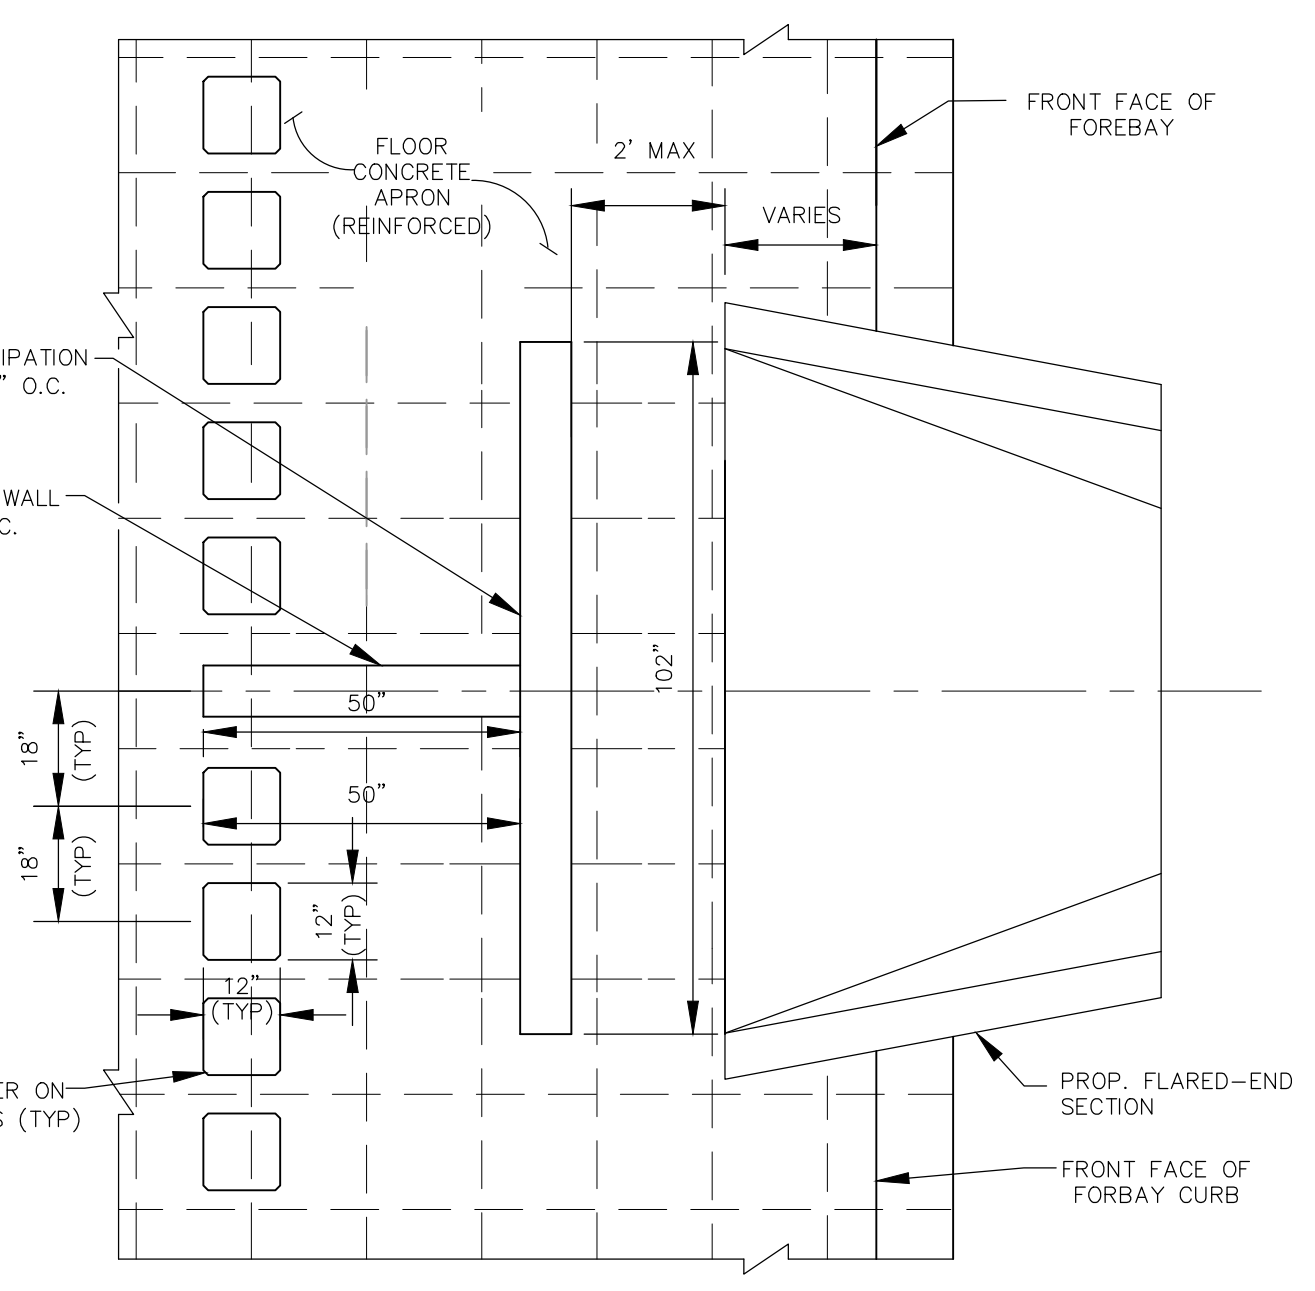 FRONT FACE OF
FOREBAY
FLOOR
CONCRETE
APRON
(REINFORCED)
2' MAX
VARIES
IPATION
" O.C.
WALL
C.
102"
50"
18"
(TYP)
50"
18"
(TYP)
12"
(TYP)
12"
(TYP)
ER ON
S (TYP)
PROP. FLARED-END
SECTION
FRONT FACE OF
FORBAY CURB